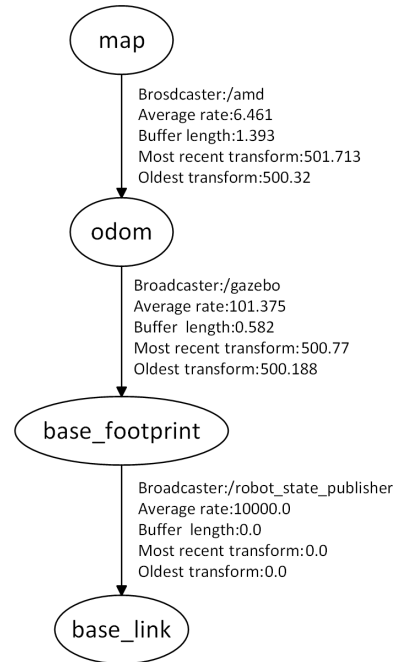 map
Brosdcaster:/amd
Average rate:6.461
Buffer length:1.393
Most recent transform:501.713
Oldest transform:500.32
odom
Broadcaster:/gazebo
Average rate:101.375
Buffer length:0.582
Most recent transform:500.77
Oldest transform:500.188
base_footprint
Broadcaster:/robot_state_publisher
Average rate:10000.0
Buffer length:0.0
Most recent transform:0.0
Oldest transform:0.0
base_link